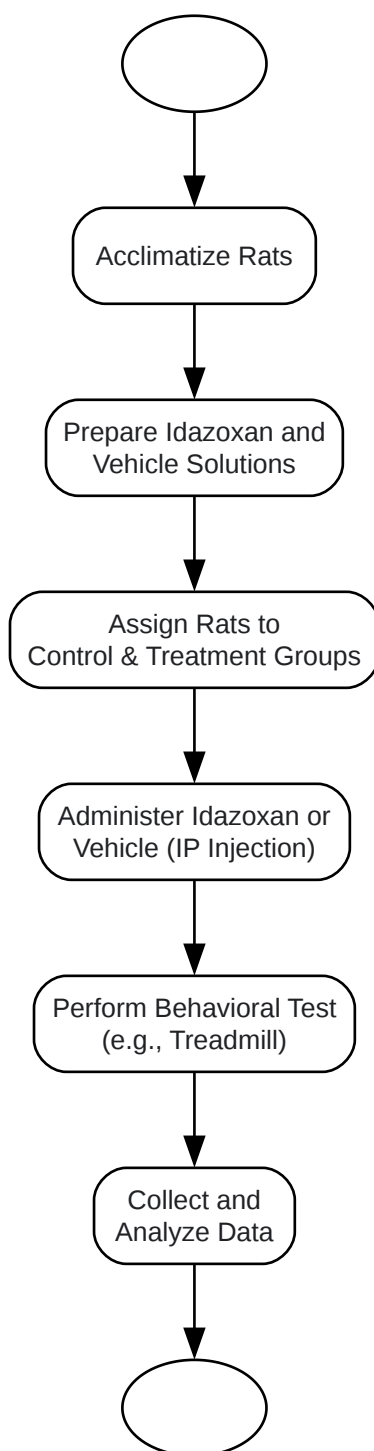 Acclimatize Rats
Prepare Idazoxan and
Vehicle Solutions
Assign Rats to
Control & Treatment Groups
Administer Idazoxan or
Vehicle (IP Injection)
Perform Behavioral Test
(e.g., Treadmill)
Collect and
Analyze Data